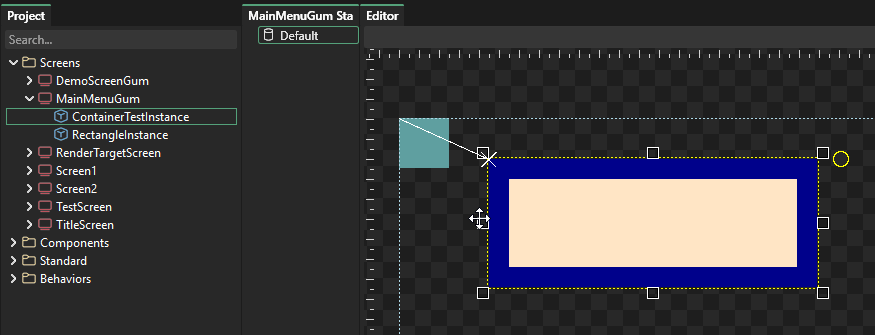 Project
Search...
Screens
DemoScreenGum
MainMenuGum
ContainerTestInstance
RectangleInstance
RenderTargetScreen
Screen1
Screen2
TestScreen
TitleScreen
Components
Standard
Behaviors
MainMenuGum Sta
Default
Editor